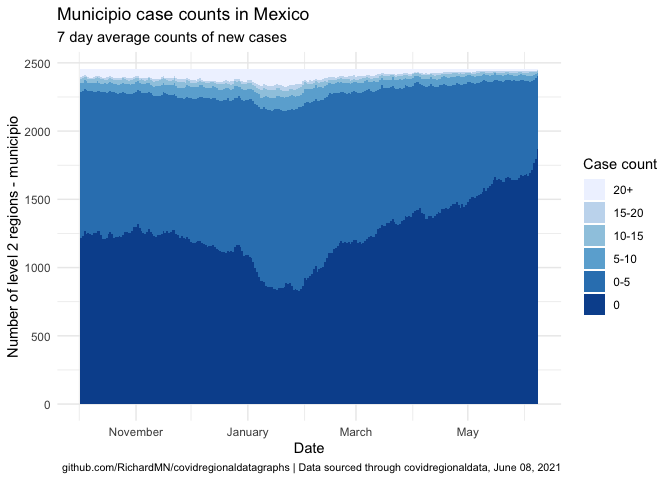 Municipio case counts in Mexico
7 day average counts of new cases
Number of level 2 regions - municipio
2500
2000
1500
1000
500
0
November
January
March
May
Date
Case count
20+
15-20
10-15
5-10
0-5
0
github.com/RichardMN/covidregionaldatagraphs | Data sourced through covidregionaldata, June 08, 2021